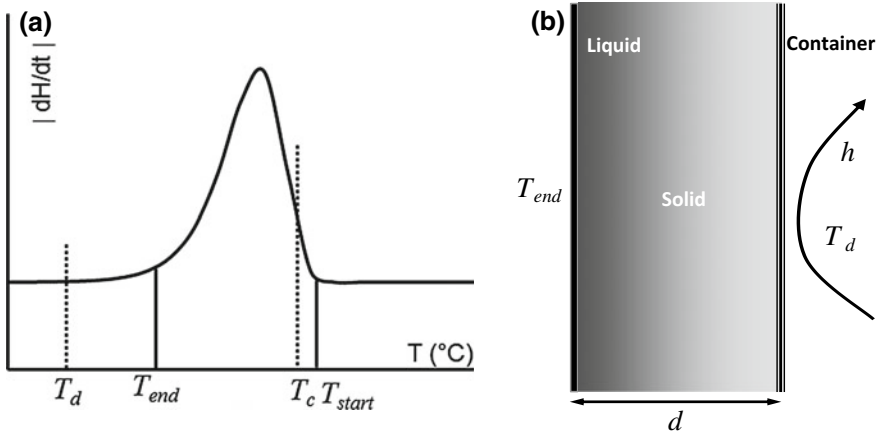 (a)
| dH/dt |
T (°C)
T_d
T_end
T_c T_start
(b)
Liquid
Container
h
T_end
Solid
T_d
d